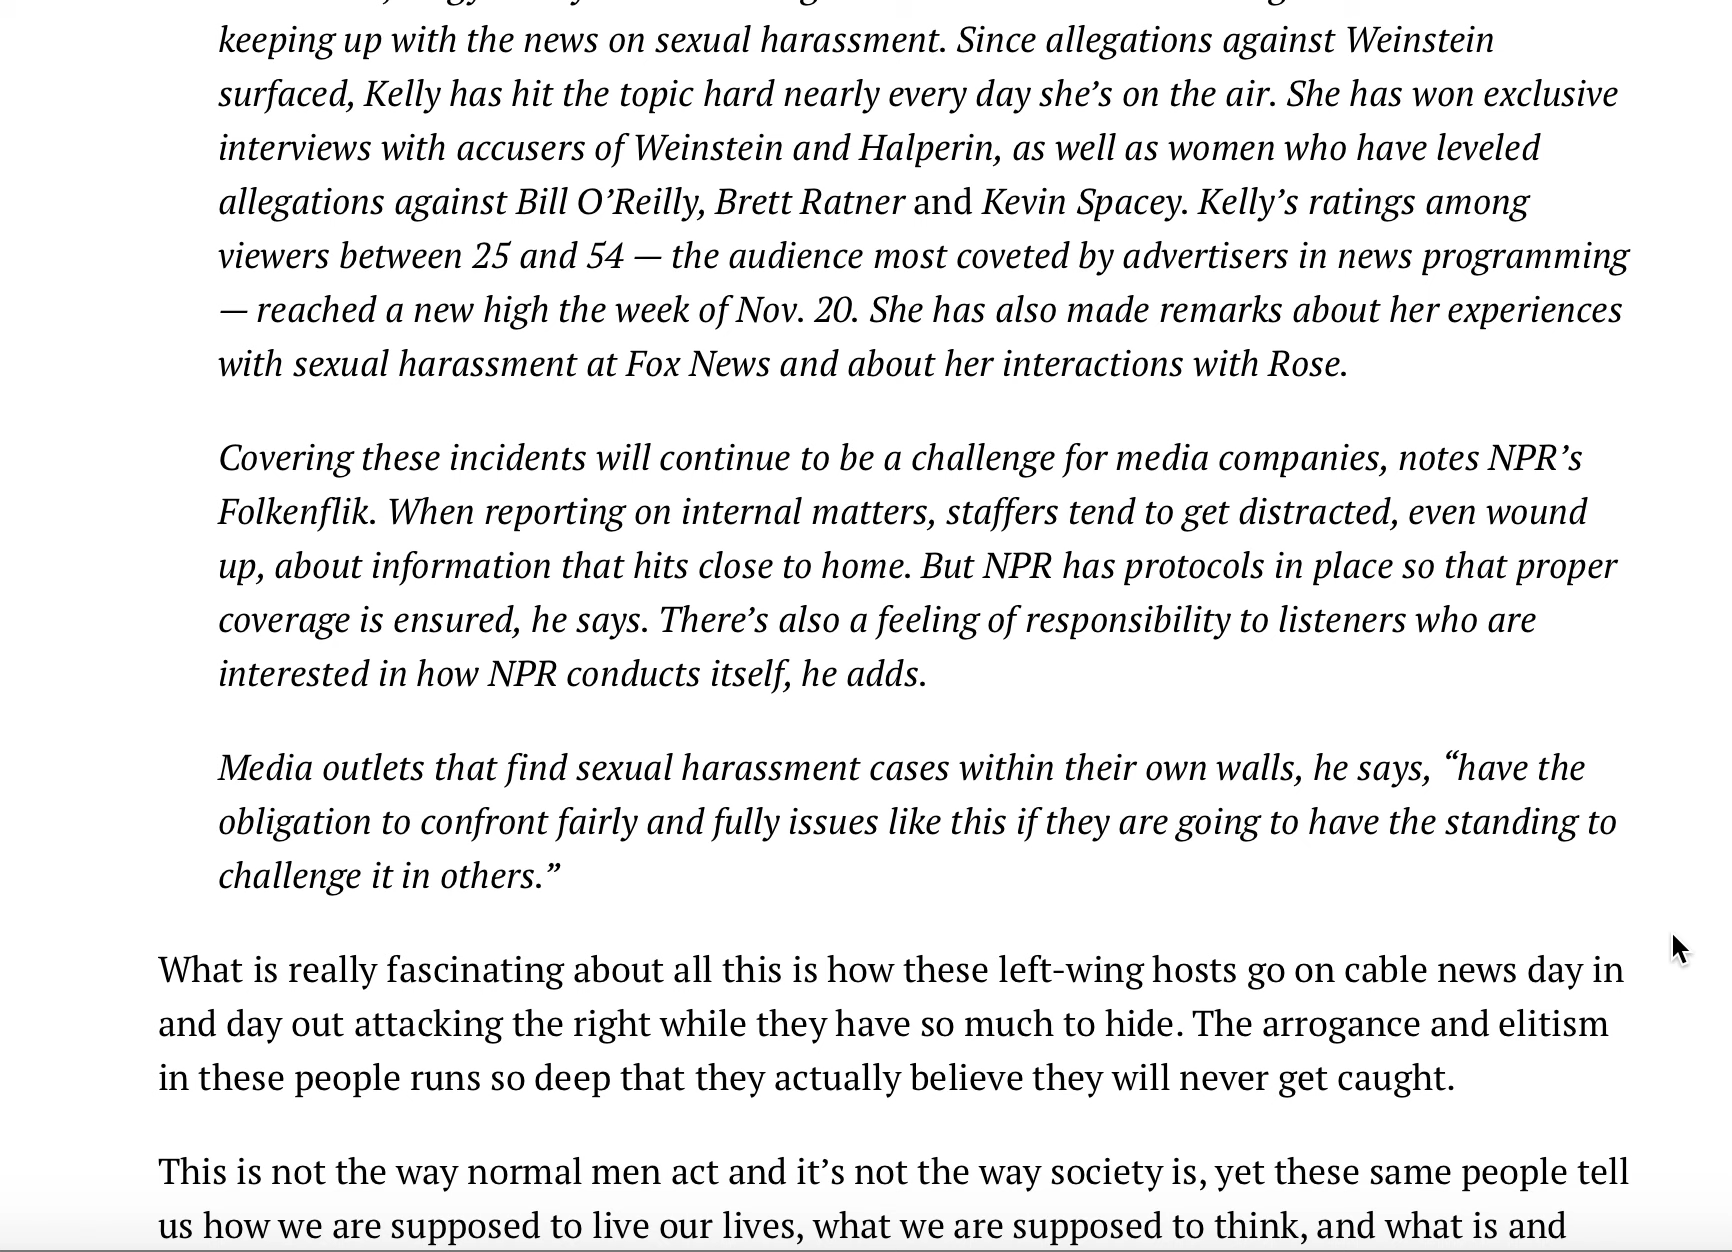 keeping up with the news on sexual harassment. Since allegations against Weinstein
surfaced, Kelly has hit the topic hard nearly every day she’s on the air. She has won exclusive
interviews with accusers of Weinstein and Halperin, as well as women who have leveled
allegations against Bill O’Reilly, Brett Ratner and Kevin Spacey. Kelly’s ratings among
viewers between 25 and 54 — the audience most coveted by advertisers in news programming
— reached a new high the week of Nov. 20. She has also made remarks about her experiences
with sexual harassment at Fox News and about her interactions with Rose.
Covering these incidents will continue to be a challenge for media companies, notes NPR’s
Folkenflik. When reporting on internal matters, staffers tend to get distracted, even wound
up, about information that hits close to home. But NPR has protocols in place so that proper
coverage is ensured, he says. There’s also a feeling of responsibility to listeners who are
interested in how NPR conducts itself, he adds.
Media outlets that find sexual harassment cases within their own walls, he says, “have the
obligation to confront fairly and fully issues like this if they are going to have the standing to
challenge it in others.”
What is really fascinating about all this is how these left-wing hosts go on cable news day in
and day out attacking the right while they have so much to hide. The arrogance and elitism
in these people runs so deep that they actually believe they will never get caught.
This is not the way normal men act and it’s not the way society is, yet these same people tell
us how we are supposed to live our lives, what we are supposed to think, and what is and